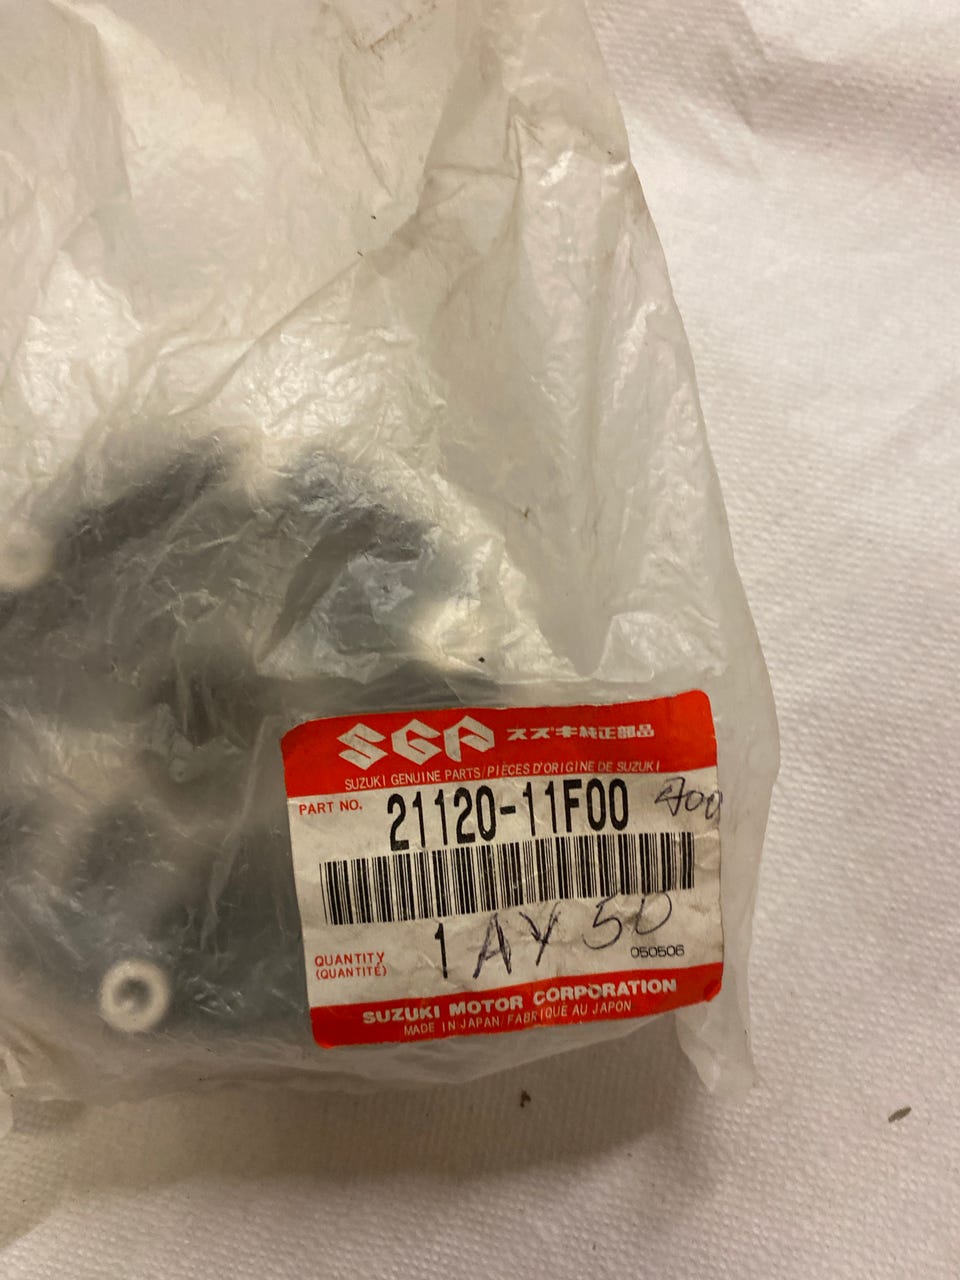 SGP スズキ純正部品
SUZUKI GENUINE PARTS/PIÈCES D'ORIGINE DE SUZUKI
PART NO. 21120-11F00
QUANTITY 1 AY 50
(QUANTITÉ) 050506
SUZUKI MOTOR CORPORATION
MADE IN JAPAN/FABRIQUÉ AU JAPON